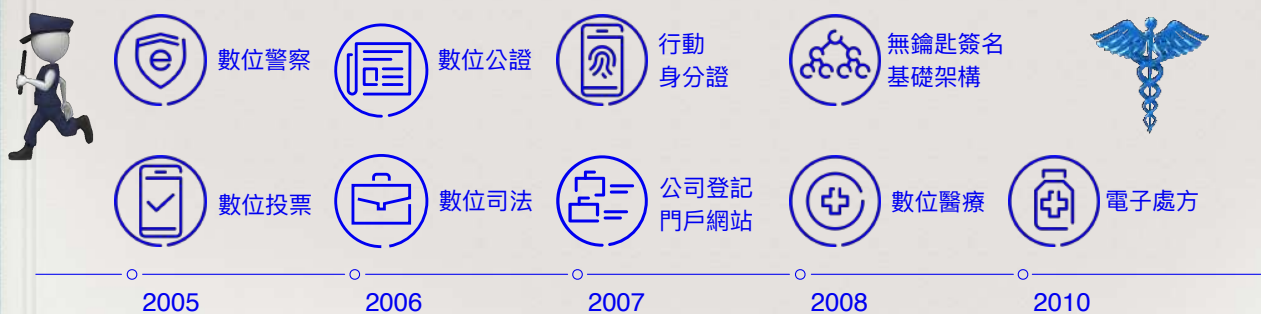 數位警察
數位公證
行動
身分證
無鑰匙簽名
基礎架構
數位投票
數位司法
公司登記
門戶網站
數位醫療
電子處方
2005
2006
2007
2008
2010